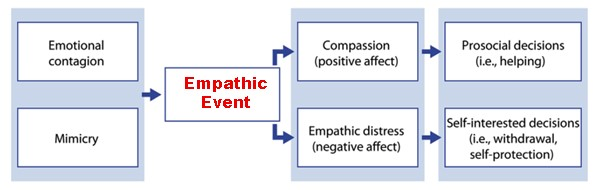 Emotional
contagion
Mimicry
Empathic
Event
Compassion
(positive affect)
Empathic distress
(negative affect)
Prosocial decisions
(i.e., helping)
Self-interested decisions
(i.e., withdrawal,
self-protection)